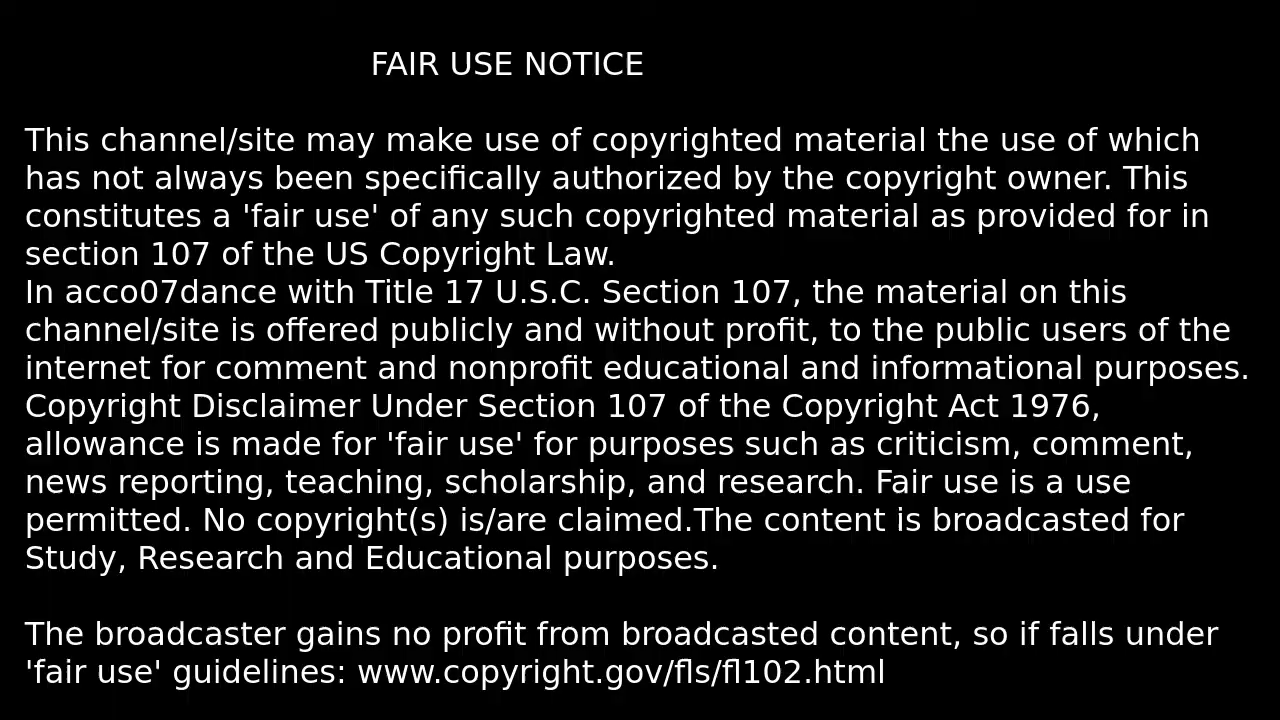 FAIR USE NOTICE
This channel/site may make use of copyrighted material the use of which
has not always been specifically authorized by the copyright owner. This
constitutes a 'fair use' of any such copyrighted material as provided for in
section 107 of the US Copyright Law.
In acco07dance with Title 17 U.S.C. Section 107, the material on this
channel/site is offered publicly and without profit, to the public users of the
internet for comment and nonprofit educational and informational purposes.
Copyright Disclaimer Under Section 107 of the Copyright Act 1976,
allowance is made for 'fair use' for purposes such as criticism, comment,
news reporting, teaching, scholarship, and research. Fair use is a use
permitted. No copyright(s) is/are claimed.The content is broadcasted for
Study, Research and Educational purposes.
The broadcaster gains no profit from broadcasted content, so if falls under
'fair use' guidelines: www.copyright.gov/fls/fl102.html